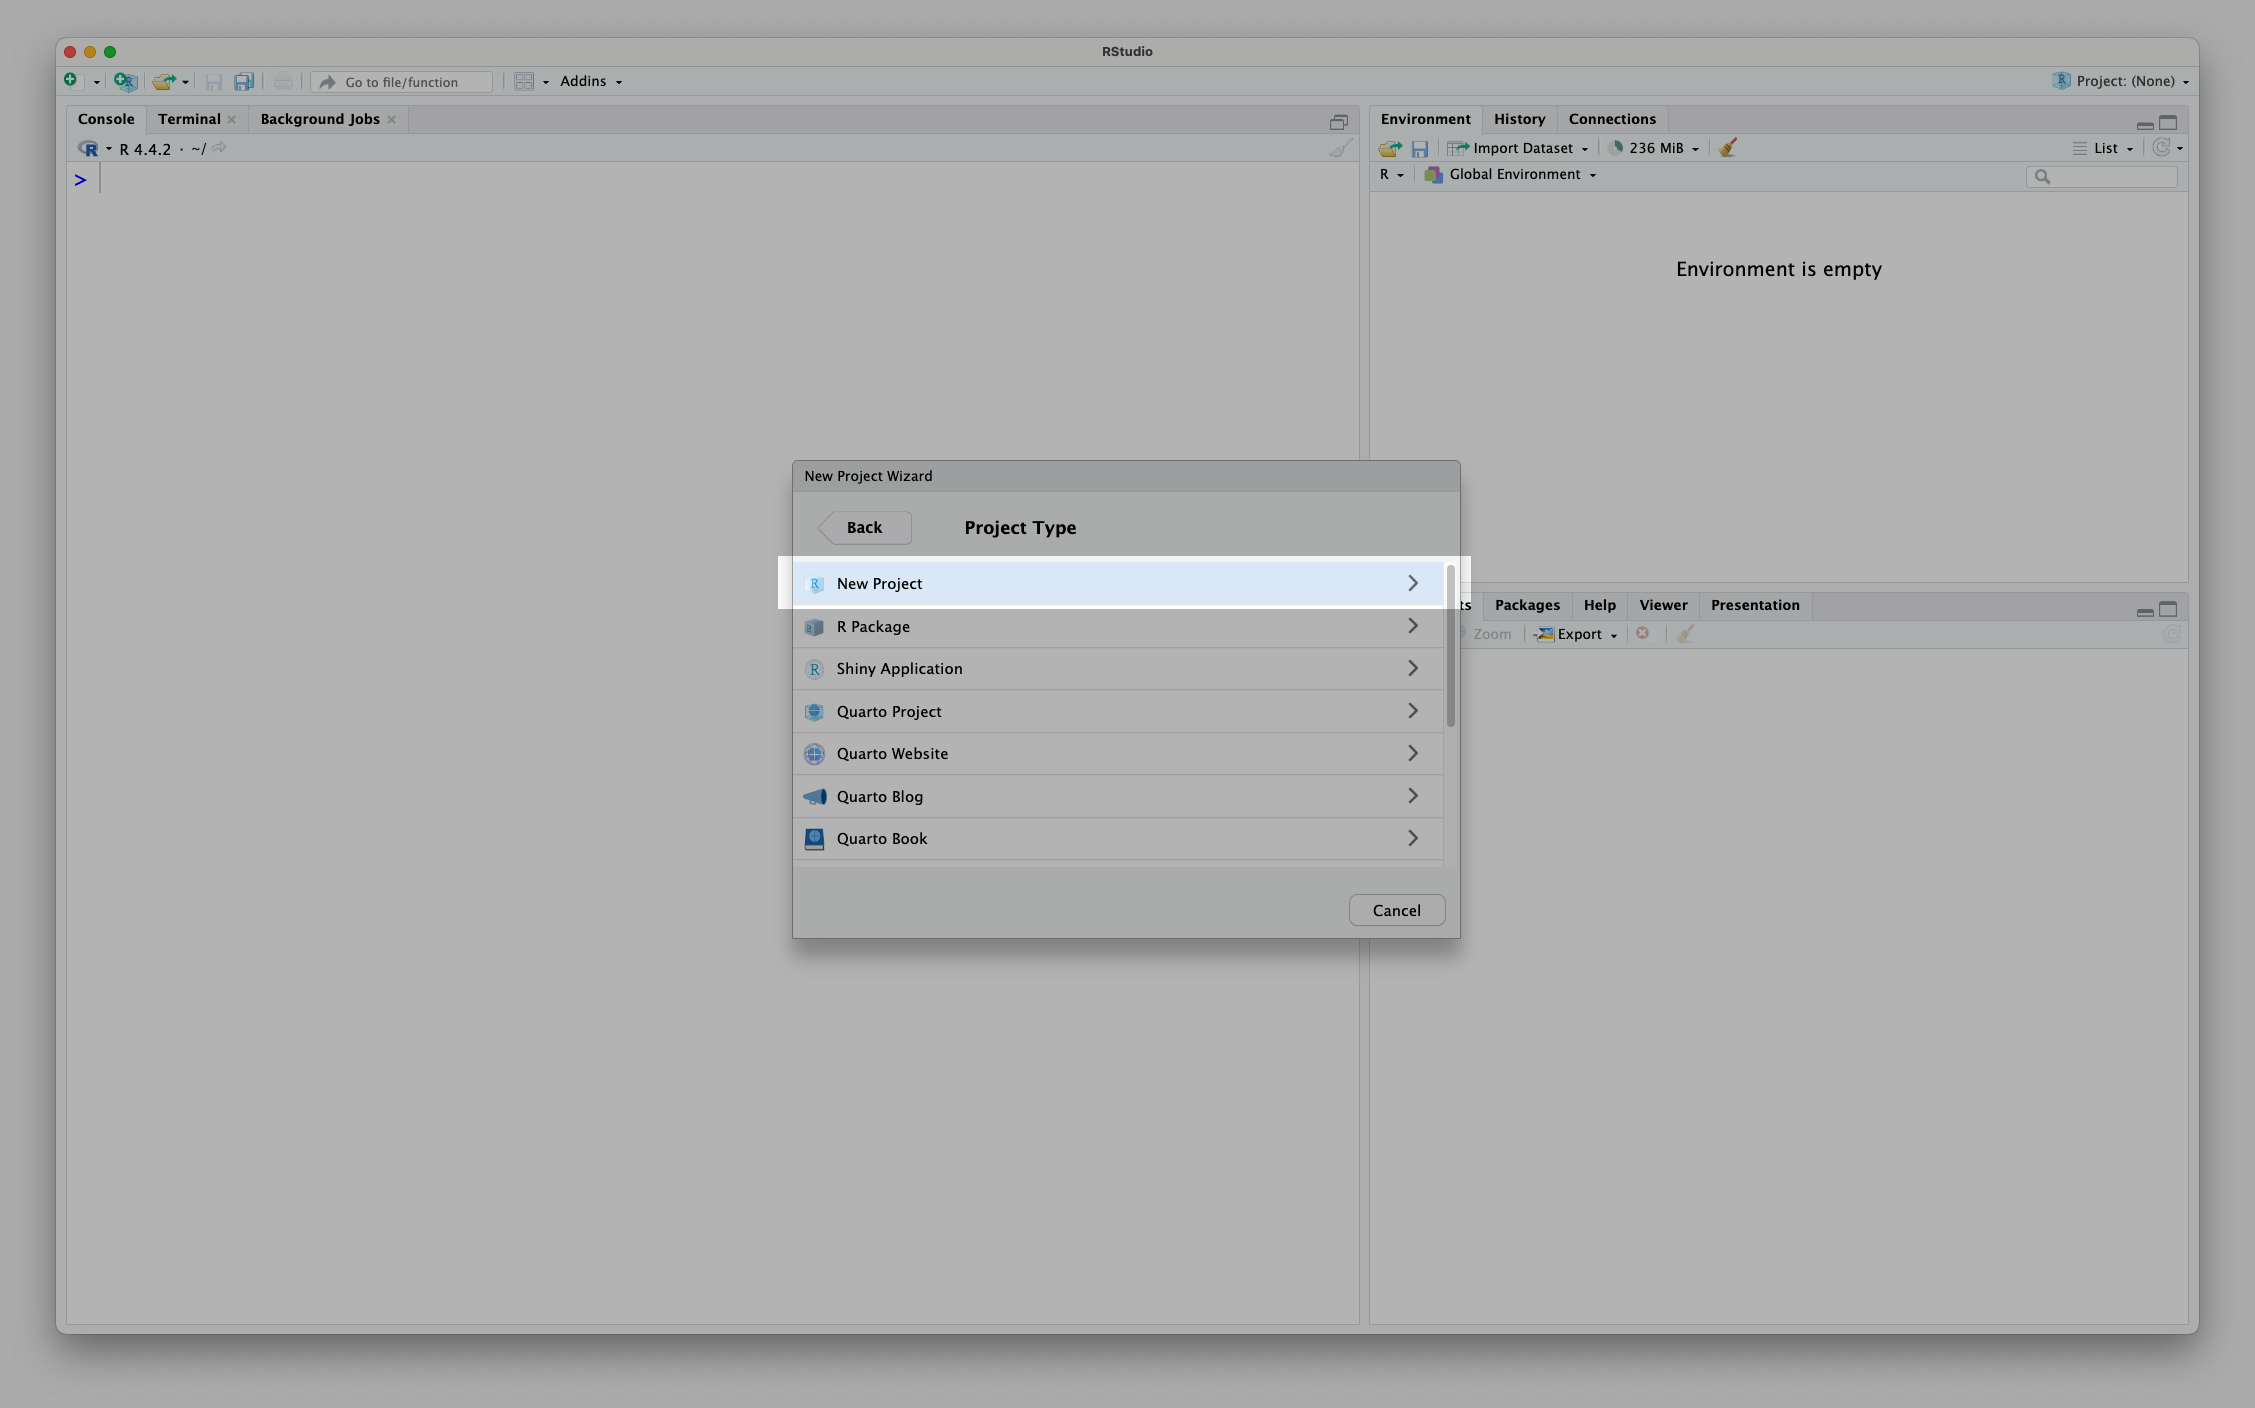 RStudio
Go to file/function
Addins
Project: (None)
Console
Terminal
Background Jobs
R 4.4.2 · ~/
>
Environment
History
Connections
Import Dataset
236 MiB
List
R
Global Environment
Environment is empty
New Project Wizard
Back
Project Type
New Project
R Package
Shiny Application
Quarto Project
Quarto Website
Quarto Blog
Quarto Book
Cancel
Packages
Help
Viewer
Presentation
Zoom
Export